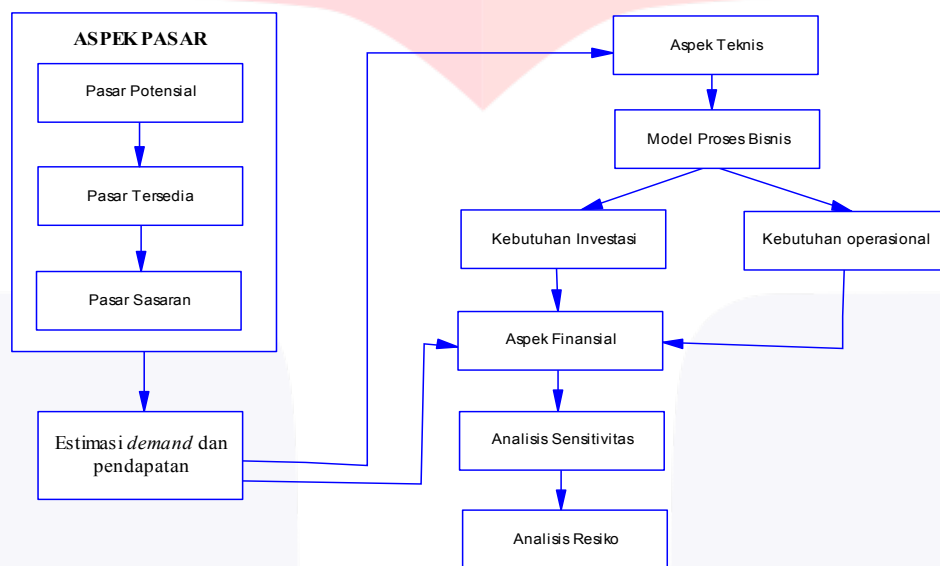 ASPEK PASAR
Pasar Potensial
Pasar Tersedia
Pasar Sasaran
Estimasi demand dan
pendapatan
Aspek Teknis
Model Proses Bisnis
Kebutuhan Investasi
Kebutuhan operasional
Aspek Finansial
Analisis Sensitivitas
Analisis Resiko